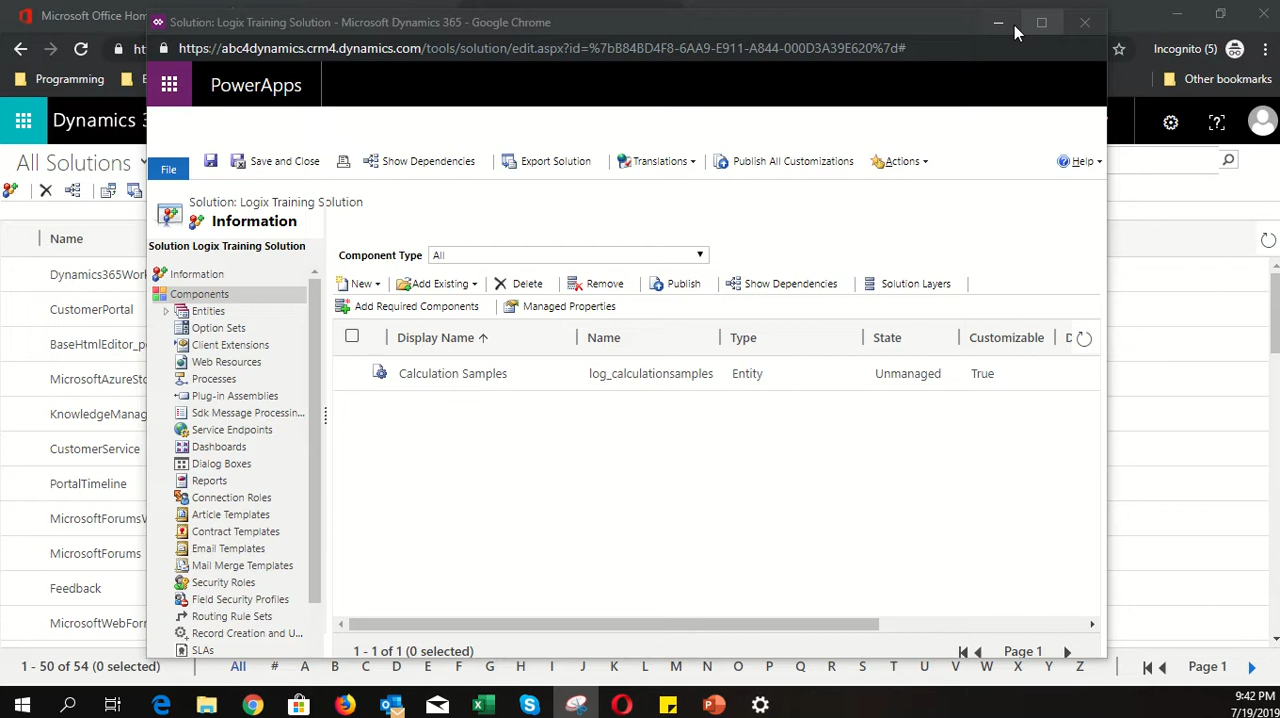 Microsoft Office Hom
Solution: Logix Training Solution - Microsoft Dynamics 365 - Google Chrome
https://abc4dynamics.crm4.dynamics.com/tools/solution/edit.aspx?id=%7bB84BD4F8-6AA9-E911-A844-000D3A39E620%7d#
Incognito (5)
Programming
Other bookmarks
PowerApps
Dynamics 365
All Solutions
File
Save and Close
Show Dependencies
Export Solution
Translations
Publish All Customizations
Actions
Help
Solution: Logix Training Solution
Information
Solution Logix Training Solution
Information
Components
Entities
Option Sets
Client Extensions
Web Resources
Processes
Plug-in Assemblies
Sdk Message Processin...
Service Endpoints
Dashboards
Dialog Boxes
Reports
Connection Roles
Article Templates
Contract Templates
Email Templates
Mail Merge Templates
Security Roles
Field Security Profiles
Routing Rule Sets
Record Creation and U...
SLAs
Component Type All
New
Add Existing
Delete
Remove
Publish
Show Dependencies
Solution Layers
Add Required Components
Managed Properties
Display Name Name Type State Customizable D
Calculation Samples log_calculationsamples Entity Unmanaged True
1 - 1 of 1 (0 selected)
Page 1
Name
Dynamics365Work
CustomerPortal
BaseHtmlEditor_po
MicrosoftAzureSto
KnowledgeManag
CustomerService
PortalTimeline
MicrosoftForumsW
MicrosoftForums
Feedback
MicrosoftWebForm
1 - 50 of 54 (0 selected)
All # A B C D E F G H I J K L M N O P Q R S T U V W X Y Z
Page 1
9:42 PM
7/19/2019